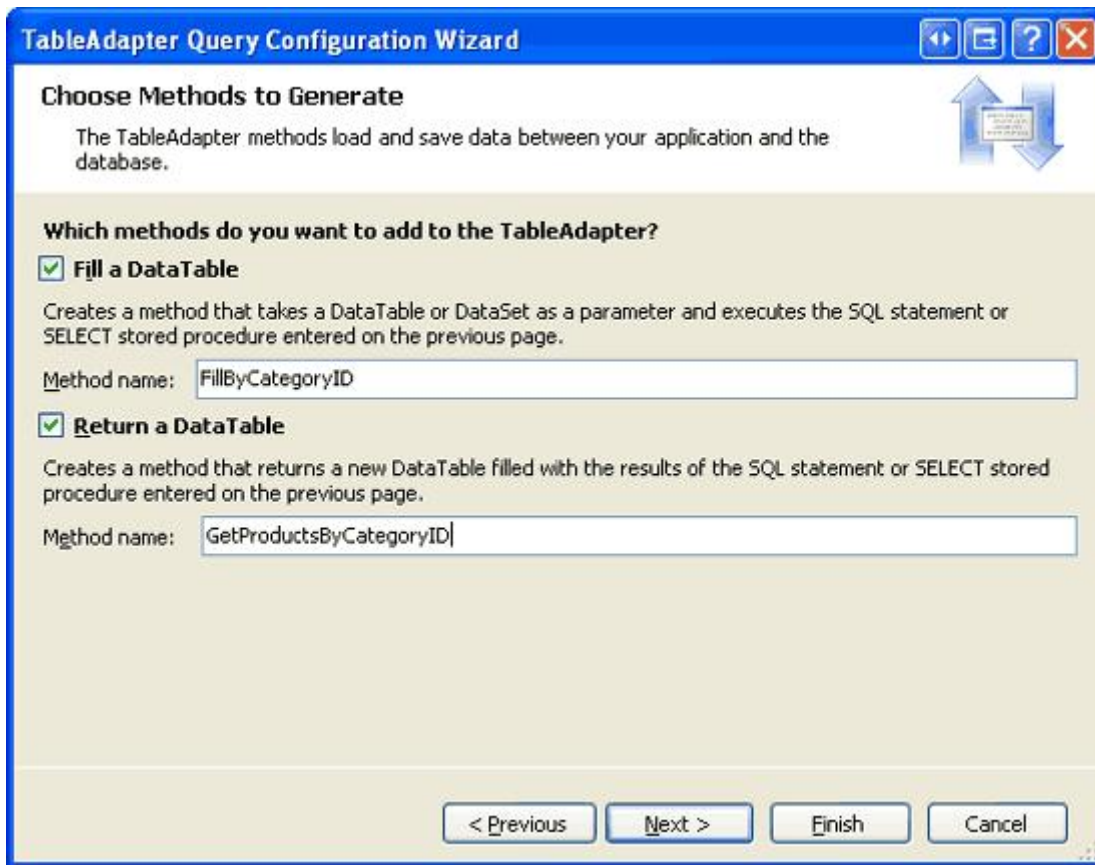 TableAdapter Query Configuration Wizard
Choose Methods to Generate
The TableAdapter methods load and save data between your application and the
database.
Which methods do you want to add to the TableAdapter?
Fill a DataTable
Creates a method that takes a DataTable or DataSet as a parameter and executes the SQL statement or
SELECT stored procedure entered on the previous page.
Method name: FillByCategoryID
Return a DataTable
Creates a method that returns a new DataTable filled with the results of the SQL statement or SELECT stored
procedure entered on the previous page.
Method name: GetProductsByCategoryID
< Previous Next > Finish Cancel